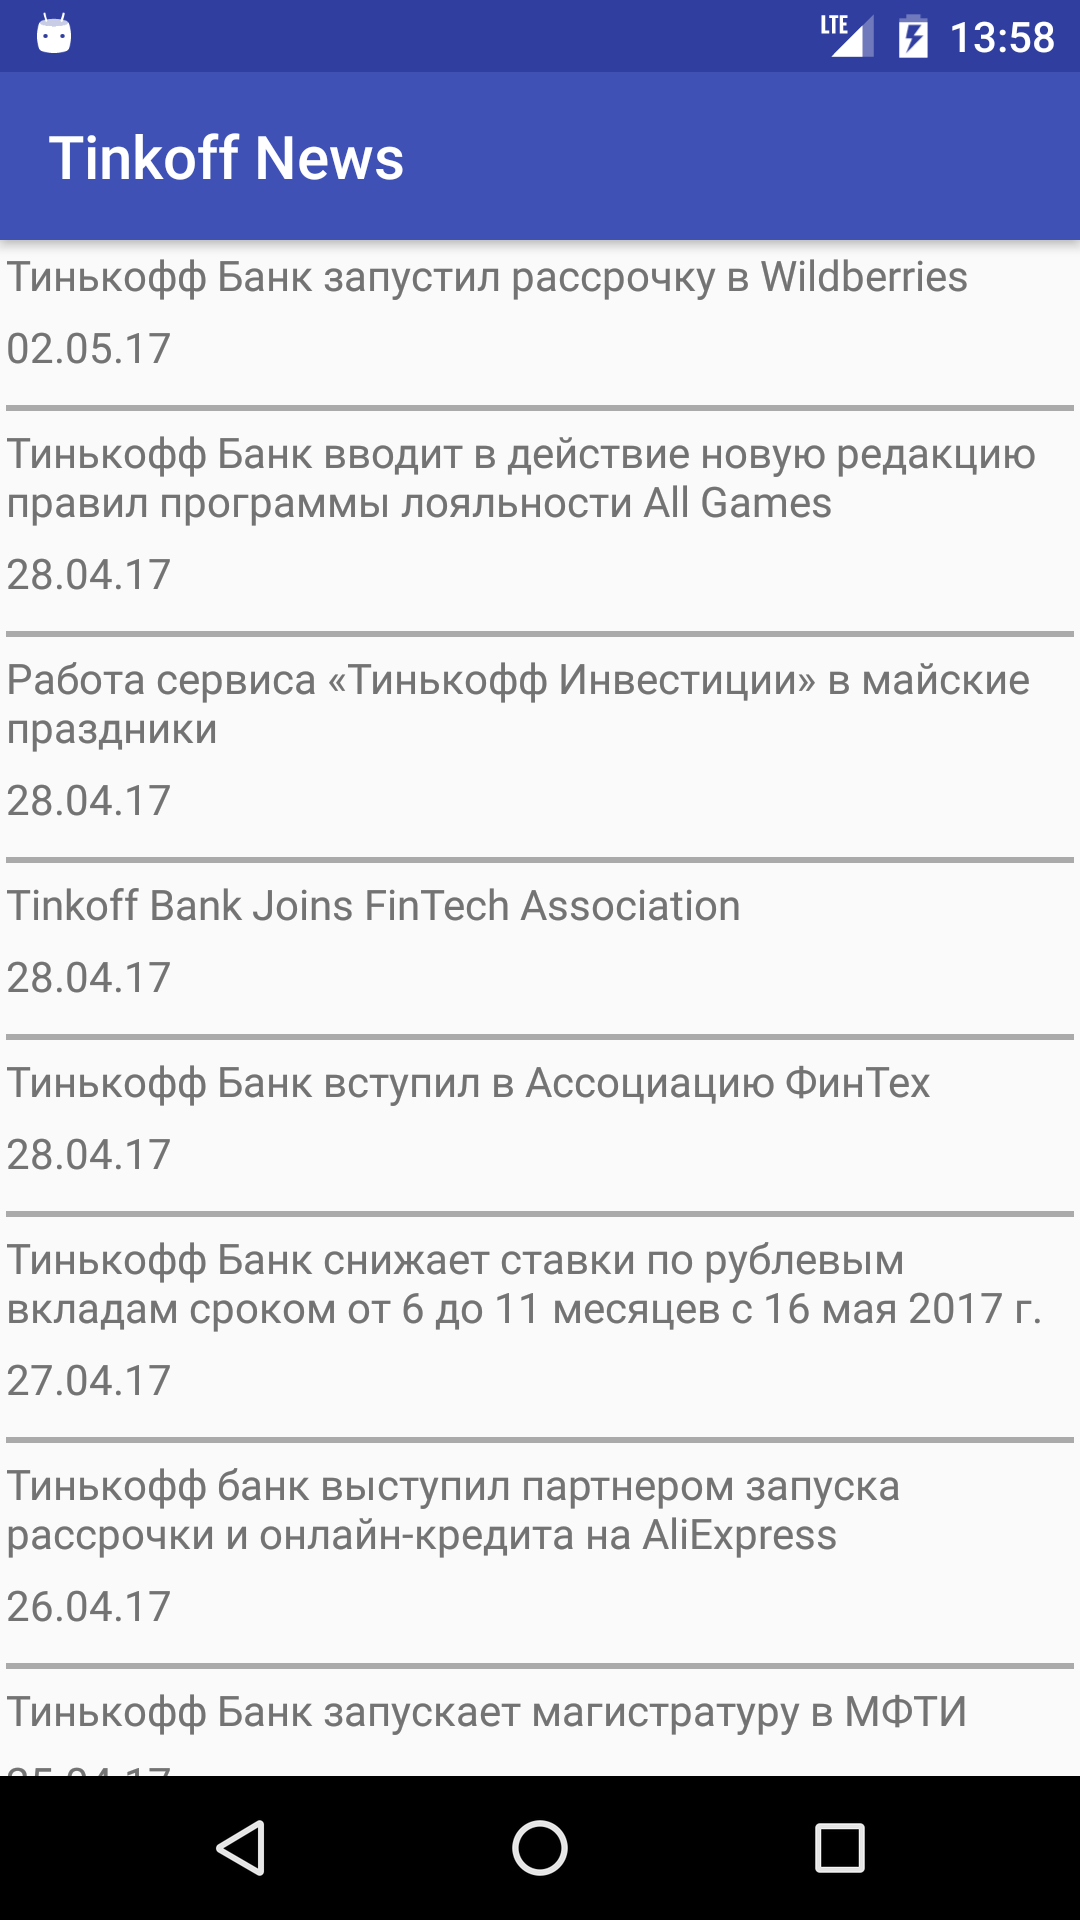 LTE 13:58
Tinkoff News
Тинькофф Банк запустил рассрочку в Wildberries
02.05.17
Тинькофф Банк вводит в действие новую редакцию
правил программы лояльности All Games
28.04.17
Работа сервиса «Тинькофф Инвестиции» в майские
праздники
28.04.17
Tinkoff Bank Joins FinTech Association
28.04.17
Тинькофф Банк вступил в Ассоциацию ФинТех
28.04.17
Тинькофф Банк снижает ставки по рублевым
вкладам сроком от 6 до 11 месяцев с 16 мая 2017 г.
27.04.17
Тинькофф банк выступил партнером запуска
рассрочки и онлайн-кредита на AliExpress
26.04.17
Тинькофф Банк запускает магистратуру в МФТИ